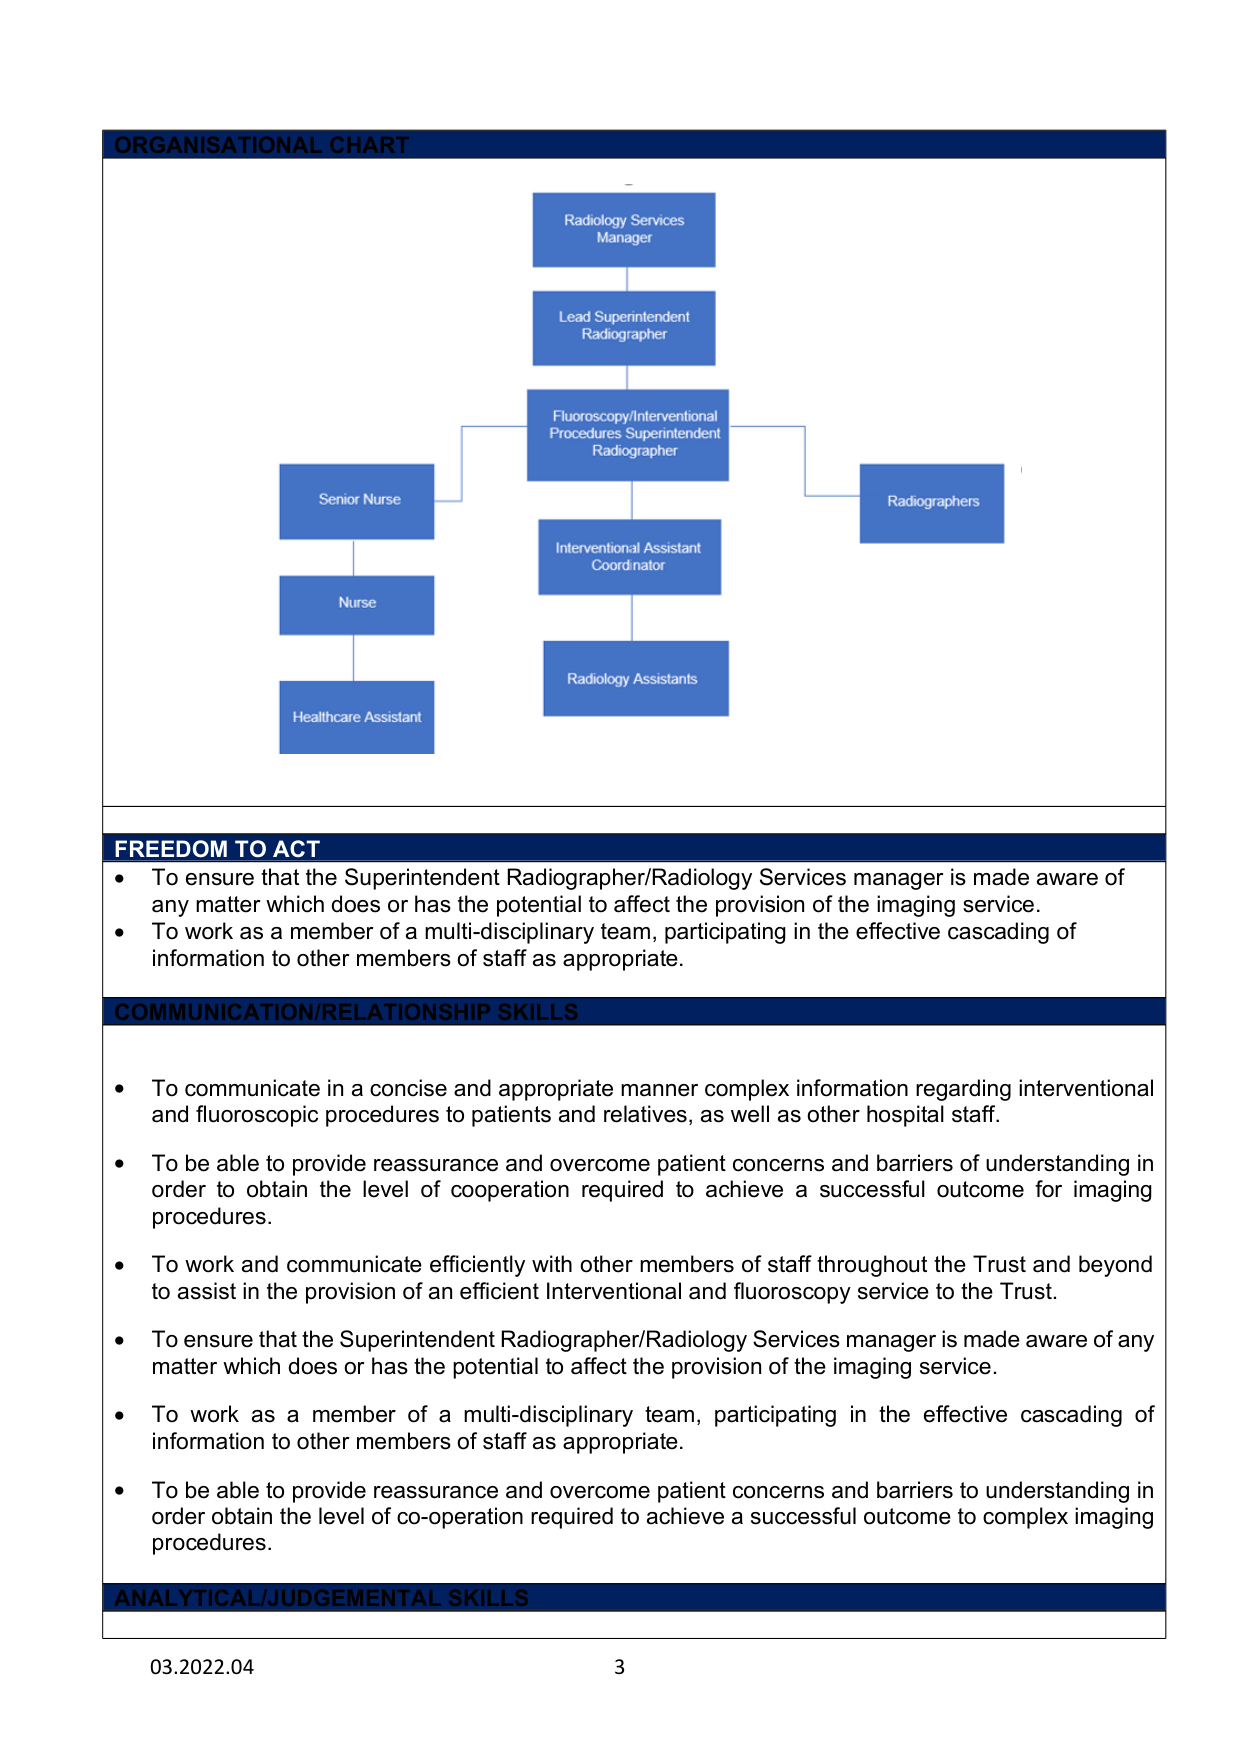 ORGANISATIONAL CHART
Radiology Services
Manager
Lead Superintendent
Radiographer
Fluoroscopy/Interventional
Procedures Superintendent
Radiographer
Senior Nurse
Radiographers
Interventional Assistant
Coordinator
Nurse
Radiology Assistants
Healthcare Assistant
FREEDOM TO ACT
• To ensure that the Superintendent Radiographer/Radiology Services manager is made aware of
any matter which does or has the potential to affect the provision of the imaging service.
• To work as a member of a multi-disciplinary team, participating in the effective cascading of
information to other members of staff as appropriate.
COMMUNICATION/RELATIONSHIP SKILLS
• To communicate in a concise and appropriate manner complex information regarding interventional
and fluoroscopic procedures to patients and relatives, as well as other hospital staff.
• To be able to provide reassurance and overcome patient concerns and barriers of understanding in
order to obtain the level of cooperation required to achieve a successful outcome for imaging
procedures.
• To work and communicate efficiently with other members of staff throughout the Trust and beyond
to assist in the provision of an efficient Interventional and fluoroscopy service to the Trust.
• To ensure that the Superintendent Radiographer/Radiology Services manager is made aware of any
matter which does or has the potential to affect the provision of the imaging service.
• To work as a member of a multi-disciplinary team, participating in the effective cascading of
information to other members of staff as appropriate.
• To be able to provide reassurance and overcome patient concerns and barriers to understanding in
order obtain the level of co-operation required to achieve a successful outcome to complex imaging
procedures.
ANALYTICAL/JUDGEMENTAL SKILLS
03.2022.04 3